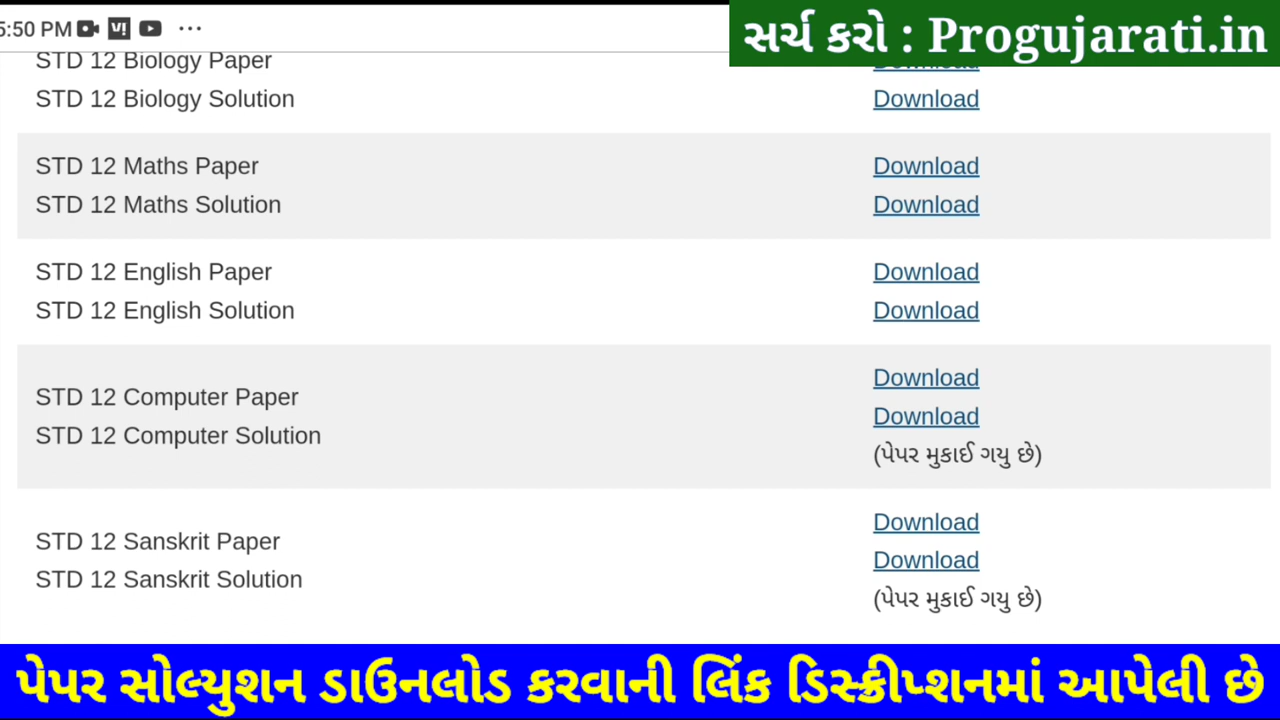 5:50 PM
સર્ચ કરો : Progujarati.in
STD 12 Biology Paper Download
STD 12 Biology Solution Download
STD 12 Maths Paper Download
STD 12 Maths Solution Download
STD 12 English Paper Download
STD 12 English Solution Download
STD 12 Computer Paper Download
STD 12 Computer Solution Download
(પેપર મુકાઈ ગયુ છે)
STD 12 Sanskrit Paper Download
STD 12 Sanskrit Solution Download
(પેપર મુકાઈ ગયુ છે)
પેપર સોલ્યુશન ડાઉનલોડ કરવાની લિંક ડિસ્ક્રીપ્શનમાં આપેલી છે